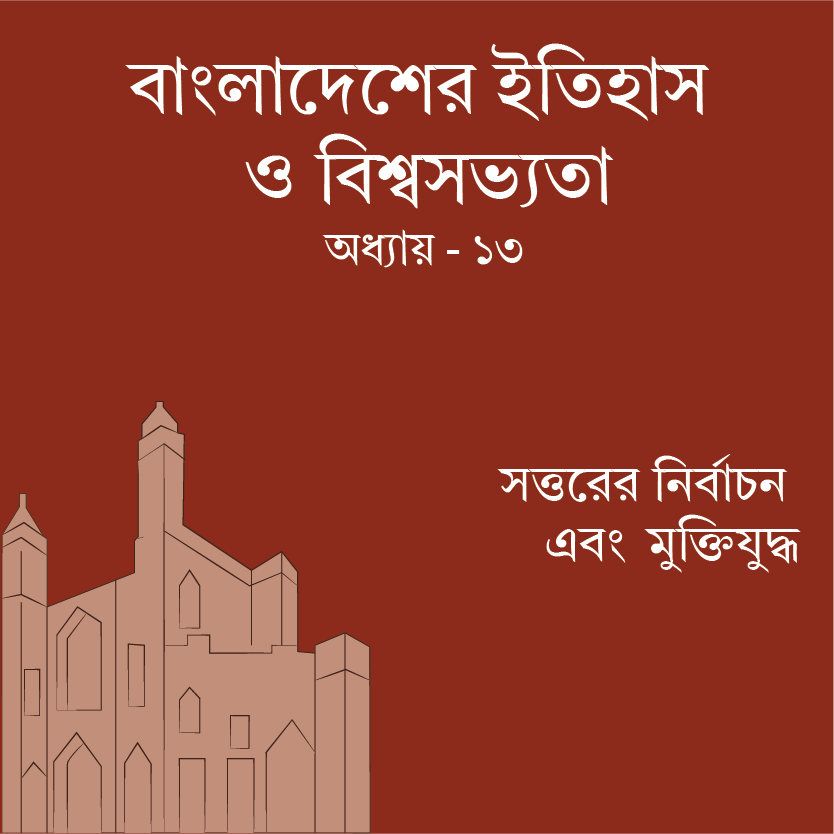 বাংলাদেশের ইতিহাস
ও বিশ্বসভ্যতা
অধ্যায় - ১৩
সত্তরের নির্বাচন
এবং মুক্তিযুদ্ধ